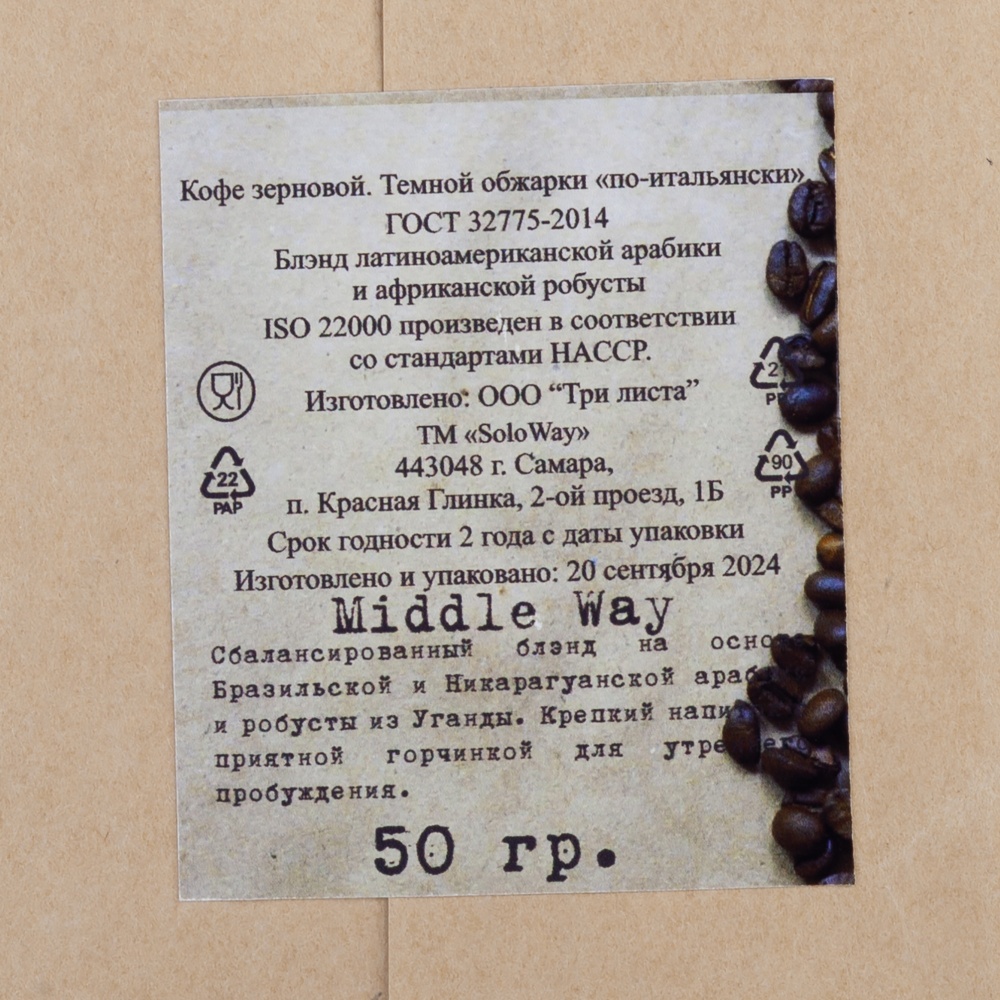 Кофе зерновой. Темной обжарки «по-итальянски».
ГОСТ 32775-2014
Блэнд латиноамериканской арабики
и африканской робусты
ISO 22000 произведен в соответствии
со стандартами НАССР.
Изготовлено: ООО “Три листа”
ТМ «SoloWay»
443048 г. Самара,
п. Красная Глинка, 2-ой проезд, 1Б
Срок годности 2 года с даты упаковки
Изготовлено и упаковано: 20 сентября 2024
22
PAP
90
PP
Middle Way
Сбалансированный блэнд на
Бразильской и Никарагуанской
и робусты из Уганды. Крепкий
приятной горчинкой для
пробуждения.
50 гр.